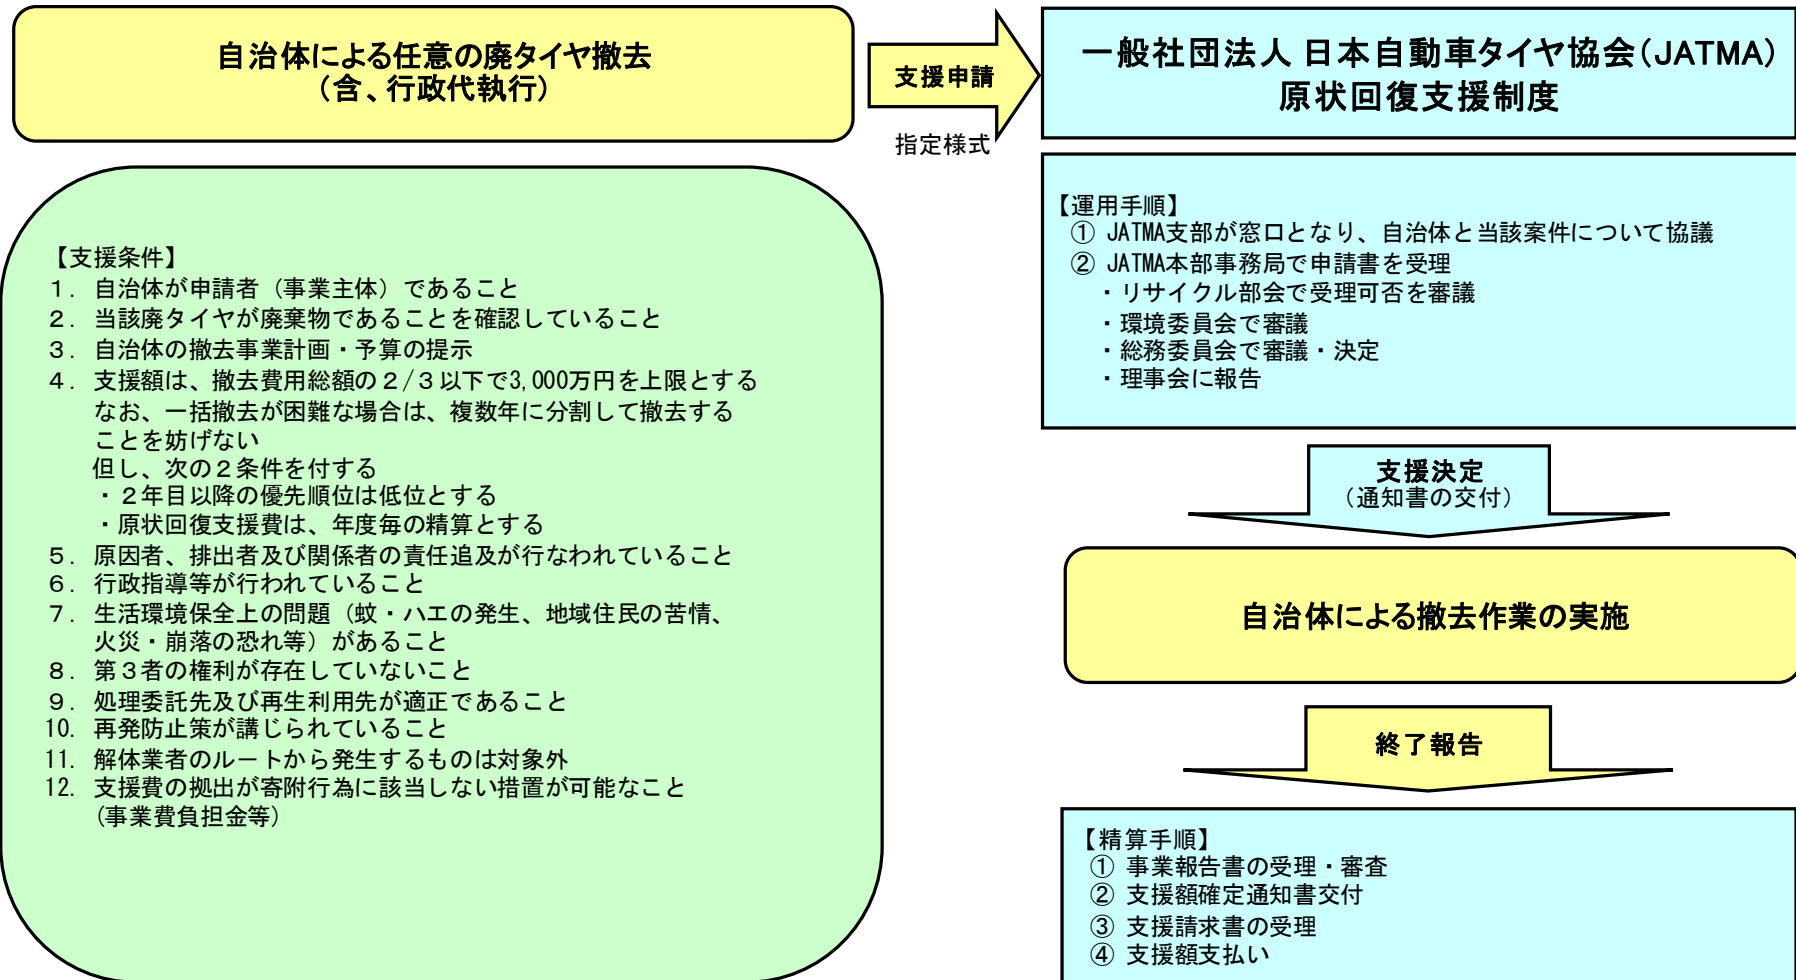 自治体による任意の廃タイヤ撤去
（含、行政代執行）
支援申請
指定様式
一般社団法人 日本自動車タイヤ協会（JATMA）
原状回復支援制度
【支援条件】
１．自治体が申請者（事業主体）であること
２．当該廃タイヤが廃棄物であることを確認していること
３．自治体の撤去事業計画・予算の提示
４．支援額は、撤去費用総額の２/３以下で3,000万円を上限とする
なお、一括撤去が困難な場合は、複数年に分割して撤去する
ことを妨げない
但し、次の２条件を付する
・２年目以降の優先順位は低位とする
・原状回復支援費は、年度毎の精算とする
５．原因者、排出者及び関係者の責任追及が行なわれていること
６．行政指導等が行われていること
７．生活環境保全上の問題（蚊・ハエの発生、地域住民の苦情、
火災・崩落の恐れ等）があること
８．第３者の権利が存在していないこと
９．処理委託先及び再生利用先が適正であること
10．再発防止策が講じられていること
11．解体業者のルートから発生するものは対象外
12．支援費の拠出が寄附行為に該当しない措置が可能なこと
(事業費負担金等)
【運用手順】
① JATMA支部が窓口となり、自治体と当該案件について協議
② JATMA本部事務局で申請書を受理
・リサイクル部会で受理可否を審議
・環境委員会で審議
・総務委員会で審議・決定
・理事会に報告
支援決定
（通知書の交付）
自治体による撤去作業の実施
終了報告
【精算手順】
① 事業報告書の受理・審査
② 支援額確定通知書交付
③ 支援請求書の受理
④ 支援額支払い